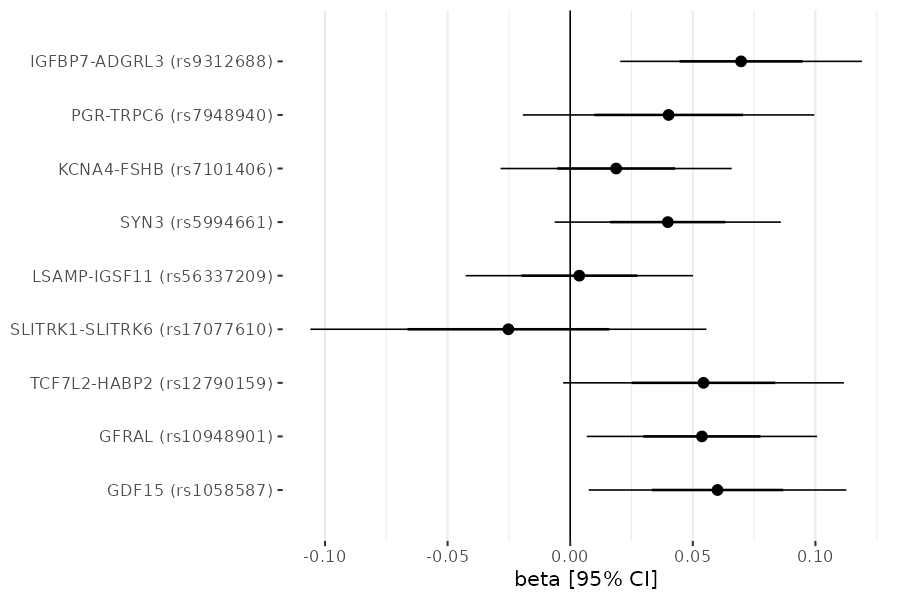 IGFBP7-ADGRL3 (rs9312688)
PGR-TRPC6 (rs7948940)
KCNA4-FSHB (rs7101406)
SYN3 (rs5994661)
LSAMP-IGSF11 (rs56337209)
SLITRK1-SLITRK6 (rs17077610)
TCF7L2-HABP2 (rs12790159)
GFRAL (rs10948901)
GDF15 (rs1058587)
-0.10 -0.05 0.00 0.05 0.10
beta [95% CI]